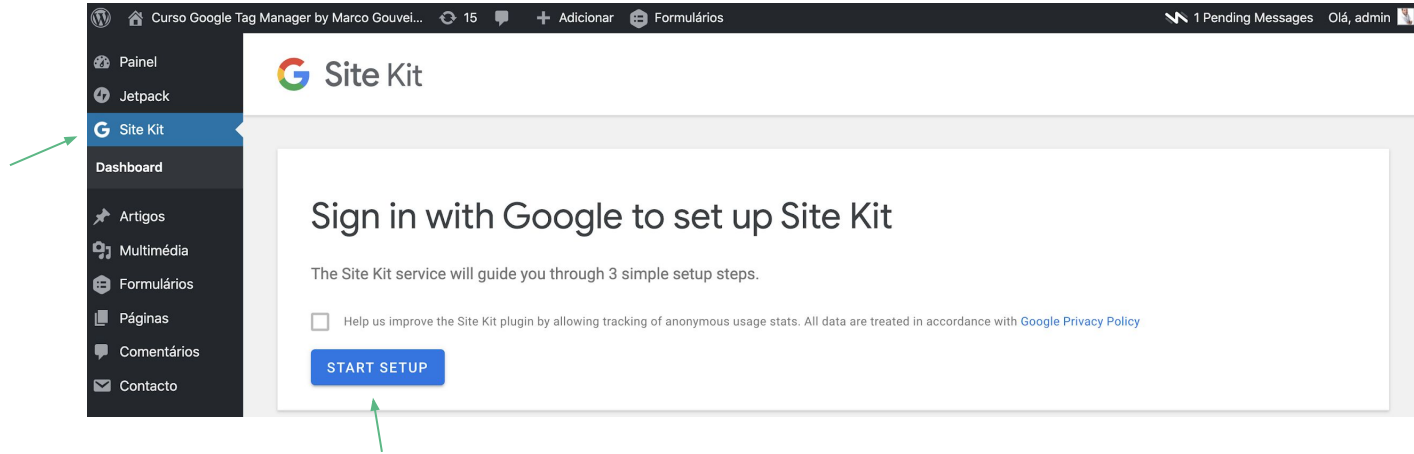 Curso Google Tag Manager by Marco Gouvei... 15 Adicionar Formulários 1 Pending Messages Olá, admin
Painel
Jetpack
Site Kit
Dashboard
Artigos
Multimédia
Formulários
Páginas
Comentários
Contacto
Site Kit
Sign in with Google to set up Site Kit
The Site Kit service will guide you through 3 simple setup steps.
Help us improve the Site Kit plugin by allowing tracking of anonymous usage stats. All data are treated in accordance with Google Privacy Policy
START SETUP